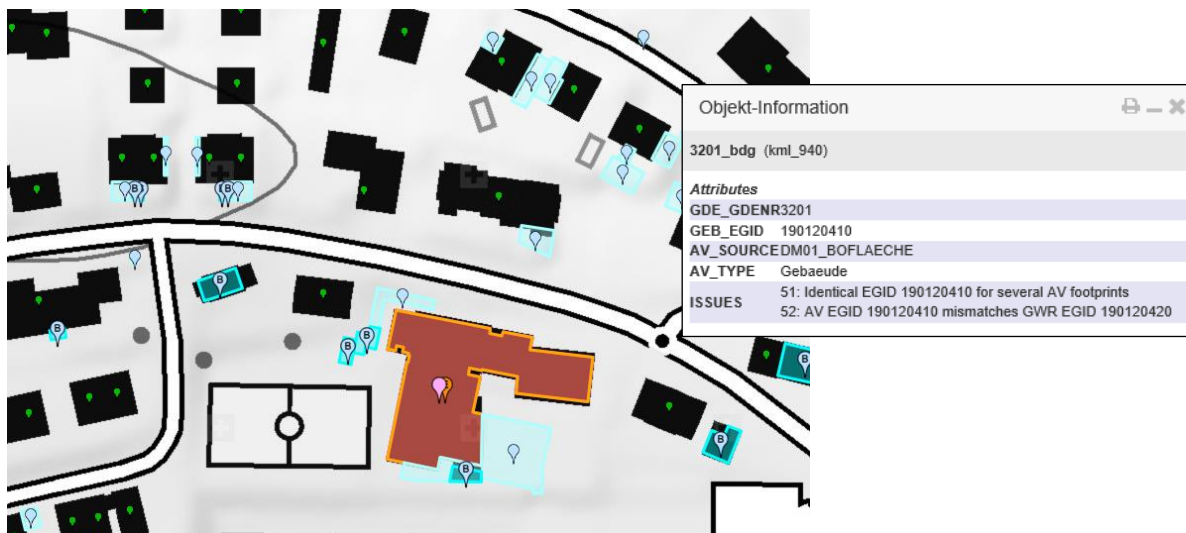 Objekt-Information
3201_bdg (kml_940)
Attributes
GDE_GDENR3201
GEB_EGID 190120410
AV_SOURCEDM01_BOFLAECHE
AV_TYPE Gebaeude
ISSUES 51: Identical EGID 190120410 for several AV footprints
52: AV EGID 190120410 mismatches GWR EGID 190120420
B
B
B
B
B
B
B
B
B